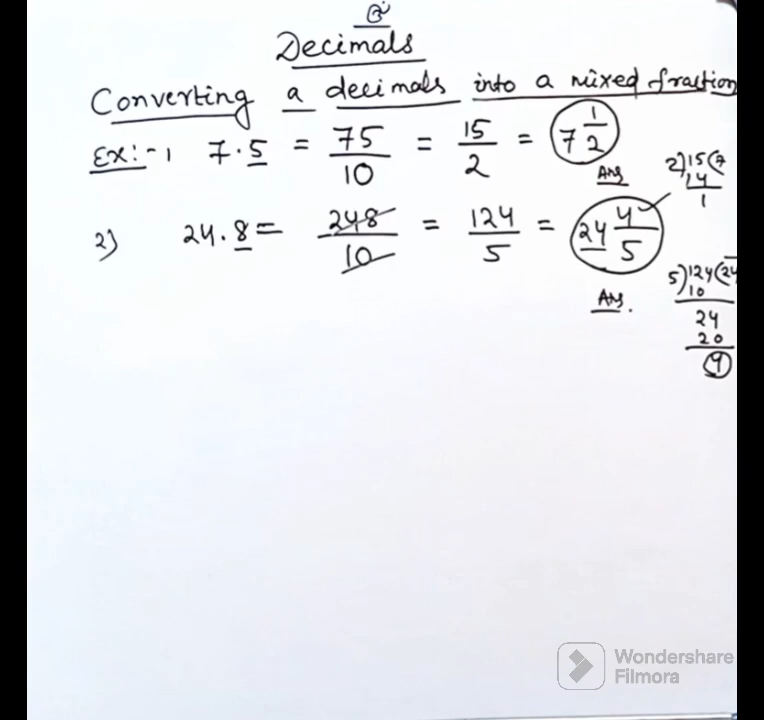 Decimals
Converting a decimals into a mixed fraction
Ex:-1 7.5 = 75/10 = 15/2 = 7 1/2
Ans
2)15(7
14
1
2) 24.8 = 248/10 = 124/5 = 24 4/5
Ans.
5)124(24
10
24
20
4
Wondershare
Filmora